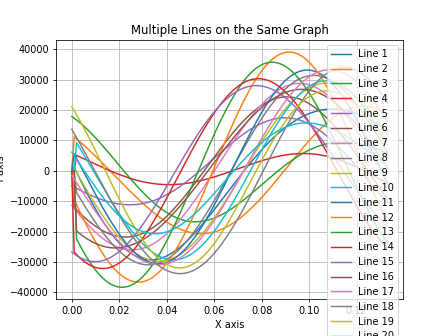 Multiple Lines on the Same Graph
40000
30000
20000
10000
0
-10000
-20000
-30000
-40000
0.00
0.02
0.04
0.06
0.08
0.10
X axis
Line 1
Line 2
Line 3
Line 4
Line 5
Line 6
Line 7
Line 8
Line 9
Line 10
Line 11
Line 12
Line 13
Line 14
Line 15
Line 16
Line 17
Line 18
Line 19
Line 20